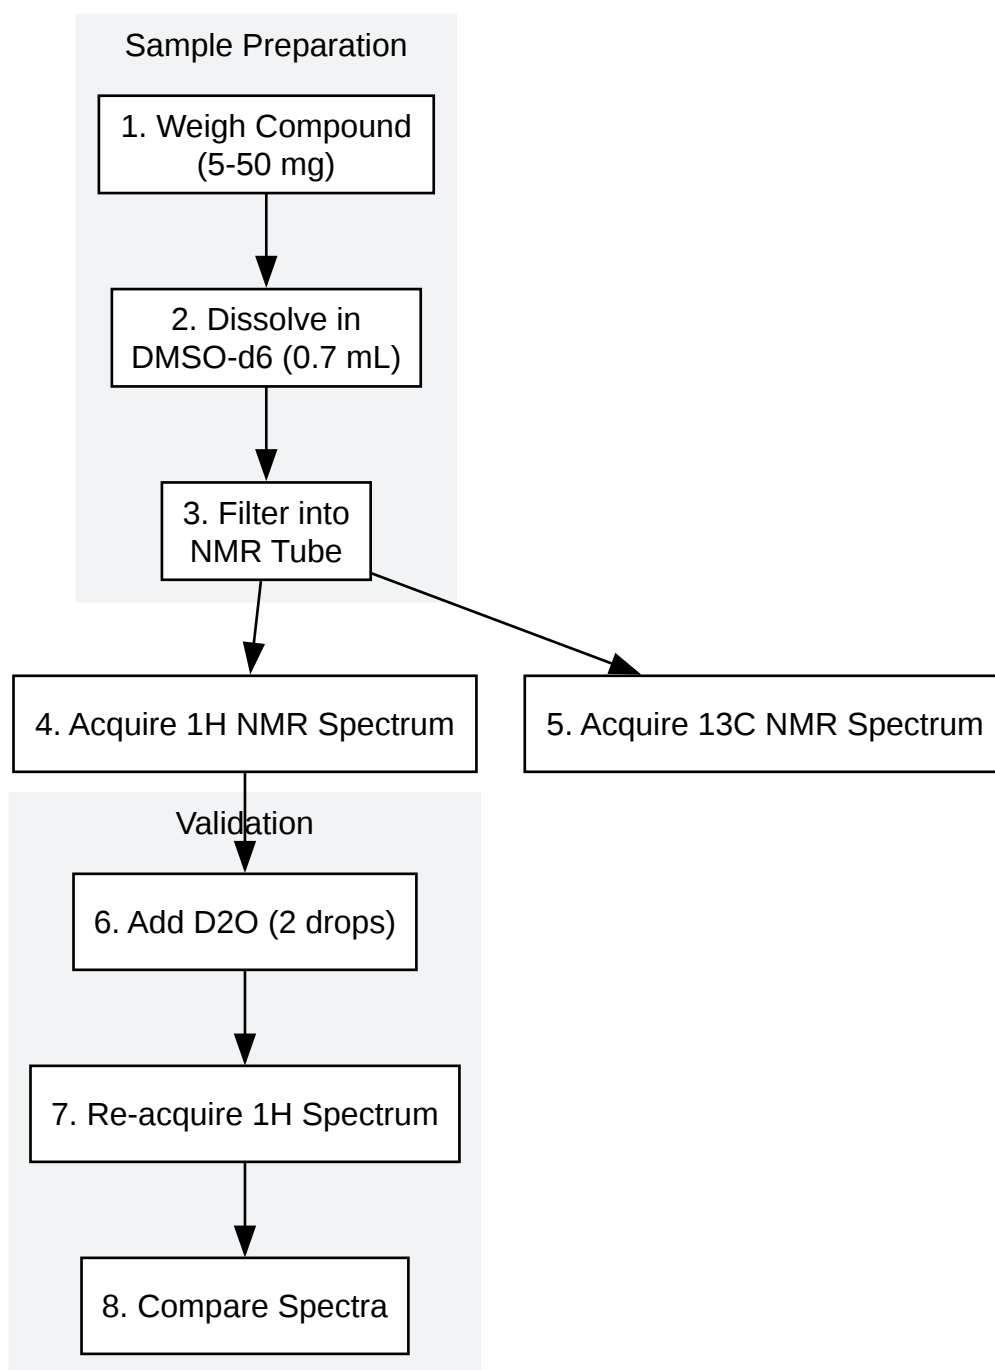 Sample Preparation
1. Weigh Compound
(5-50 mg)
2. Dissolve in
DMSO-d6 (0.7 mL)
3. Filter into
NMR Tube
4. Acquire 1H NMR Spectrum
5. Acquire 13C NMR Spectrum
Validation
6. Add D2O (2 drops)
7. Re-acquire 1H Spectrum
8. Compare Spectra